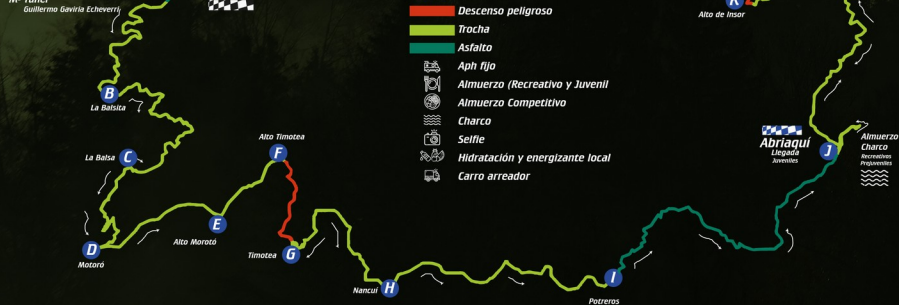 Guillermo Gaviria Echeverri
Descenso peligroso
K
Alto de Insor
Trocha
Asfalto
Aph fijo
Almuerzo (Recreativo y Juvenil
Almuerzo Competitivo
Charco
Selfie
Hidratación y energizante local
Carro arreador
B
La Balsita
La Balsa
C
Alto Timotea
F
Abriaquí
Llegada
Juveniles
J
Almuerzo
Charco
Recreativos
Prejuveniles
E
Alto Morotó
D
Motoró
Timotea
G
Nancui
H
I
Potreros